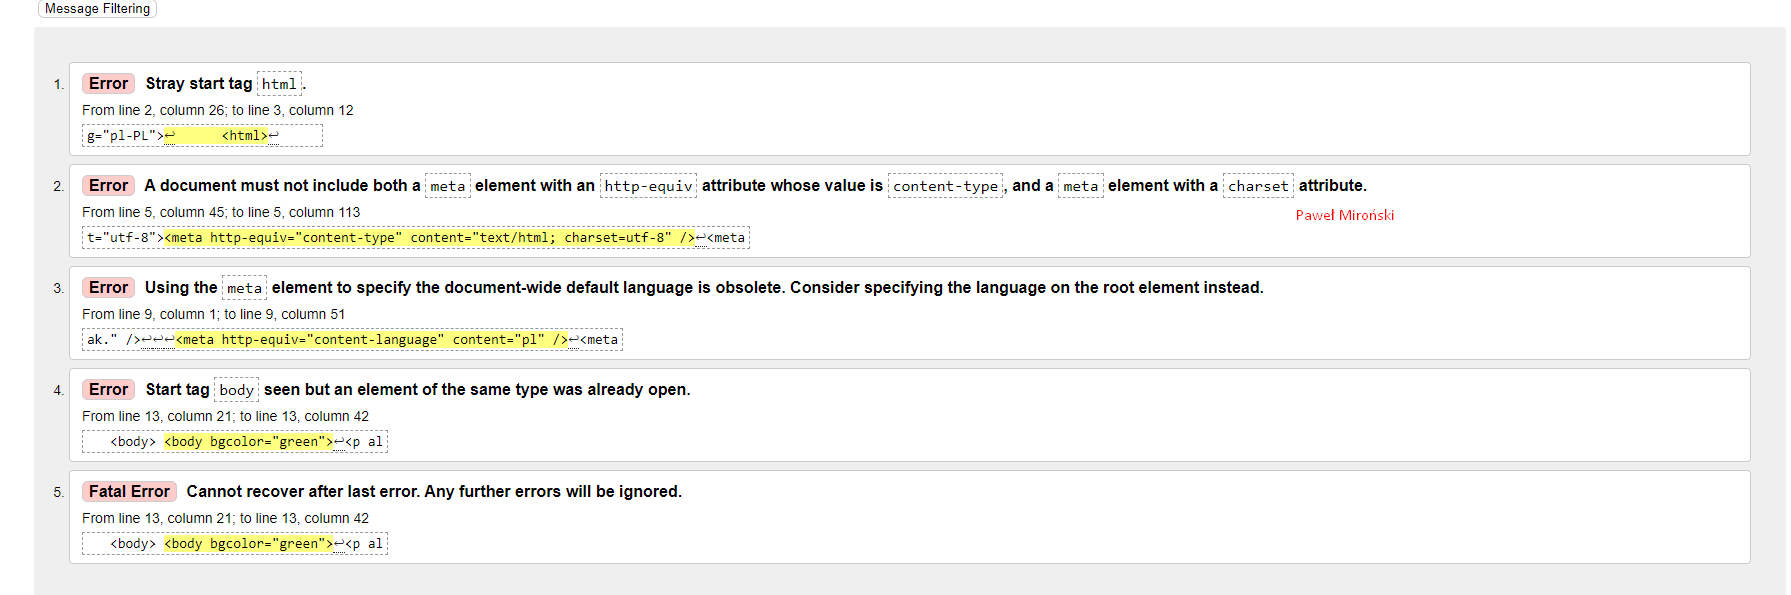 Message Filtering
1. Error Stray start tag html.
From line 2, column 26; to line 3, column 12
g="pl-PL">↩ <html>↩
2. Error A document must not include both a meta element with an http-equiv attribute whose value is content-type, and a meta element with a charset attribute.
From line 5, column 45; to line 5, column 113
Paweł Miroński
t="utf-8"><meta http-equiv="content-type" content="text/html; charset=utf-8" />↩<meta
3. Error Using the meta element to specify the document-wide default language is obsolete. Consider specifying the language on the root element instead.
From line 9, column 1; to line 9, column 51
ak." />↩↩↩<meta http-equiv="content-language" content="pl" />↩<meta
4. Error Start tag body seen but an element of the same type was already open.
From line 13, column 21; to line 13, column 42
<body> <body bgcolor="green">↩<p al
5. Fatal Error Cannot recover after last error. Any further errors will be ignored.
From line 13, column 21; to line 13, column 42
<body> <body bgcolor="green">↩<p al